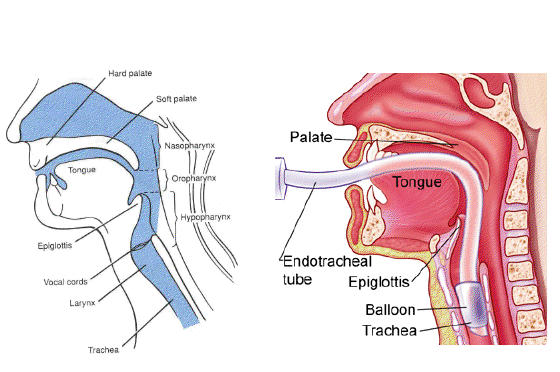 Hard palate
Soft palate
Nasopharynx
Tongue
Oropharynx
Hypopharynx
Epiglottis
Vocal cords
Larynx
Trachea
Palate
Tongue
Endotracheal
tube
Epiglottis
Balloon
Trachea